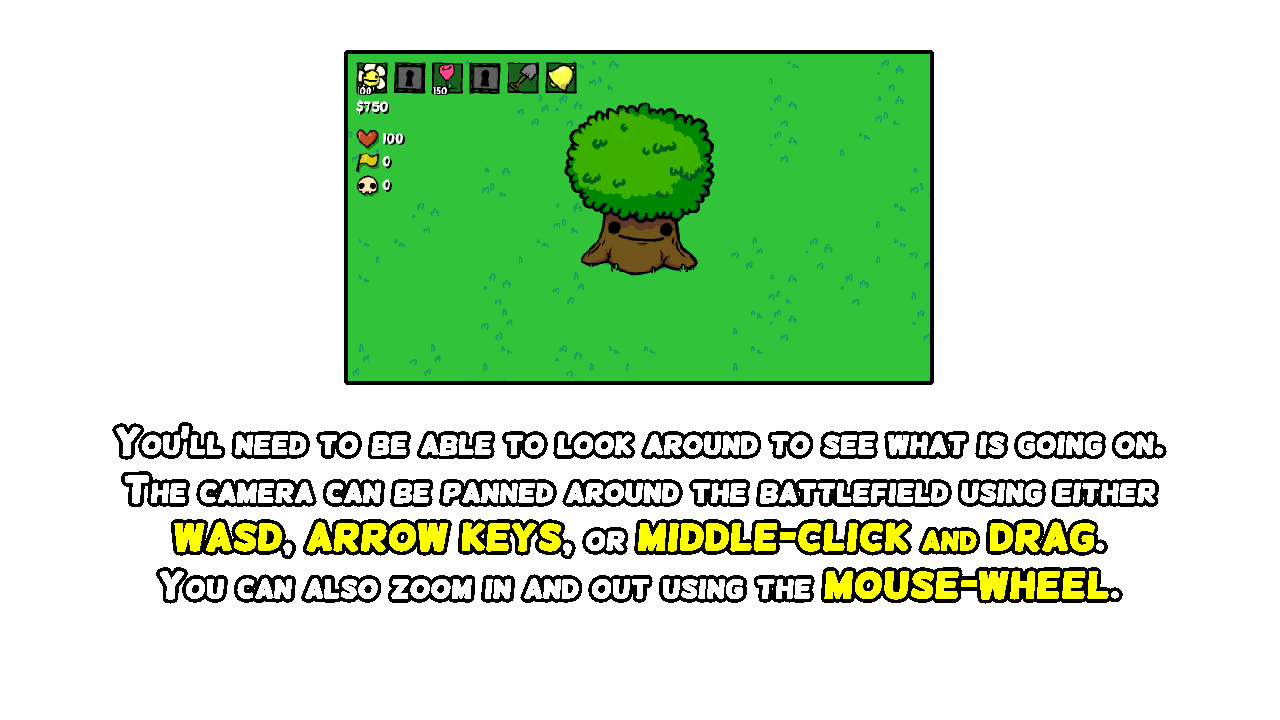 00
150
$750
100
0
0
You'll need to be able to look around to see what is going on.
The camera can be panned around the battlefield using either
WASD, ARROW KEYS, or MIDDLE-CLICK and DRAG.
You can also zoom in and out using the MOUSE-WHEEL.